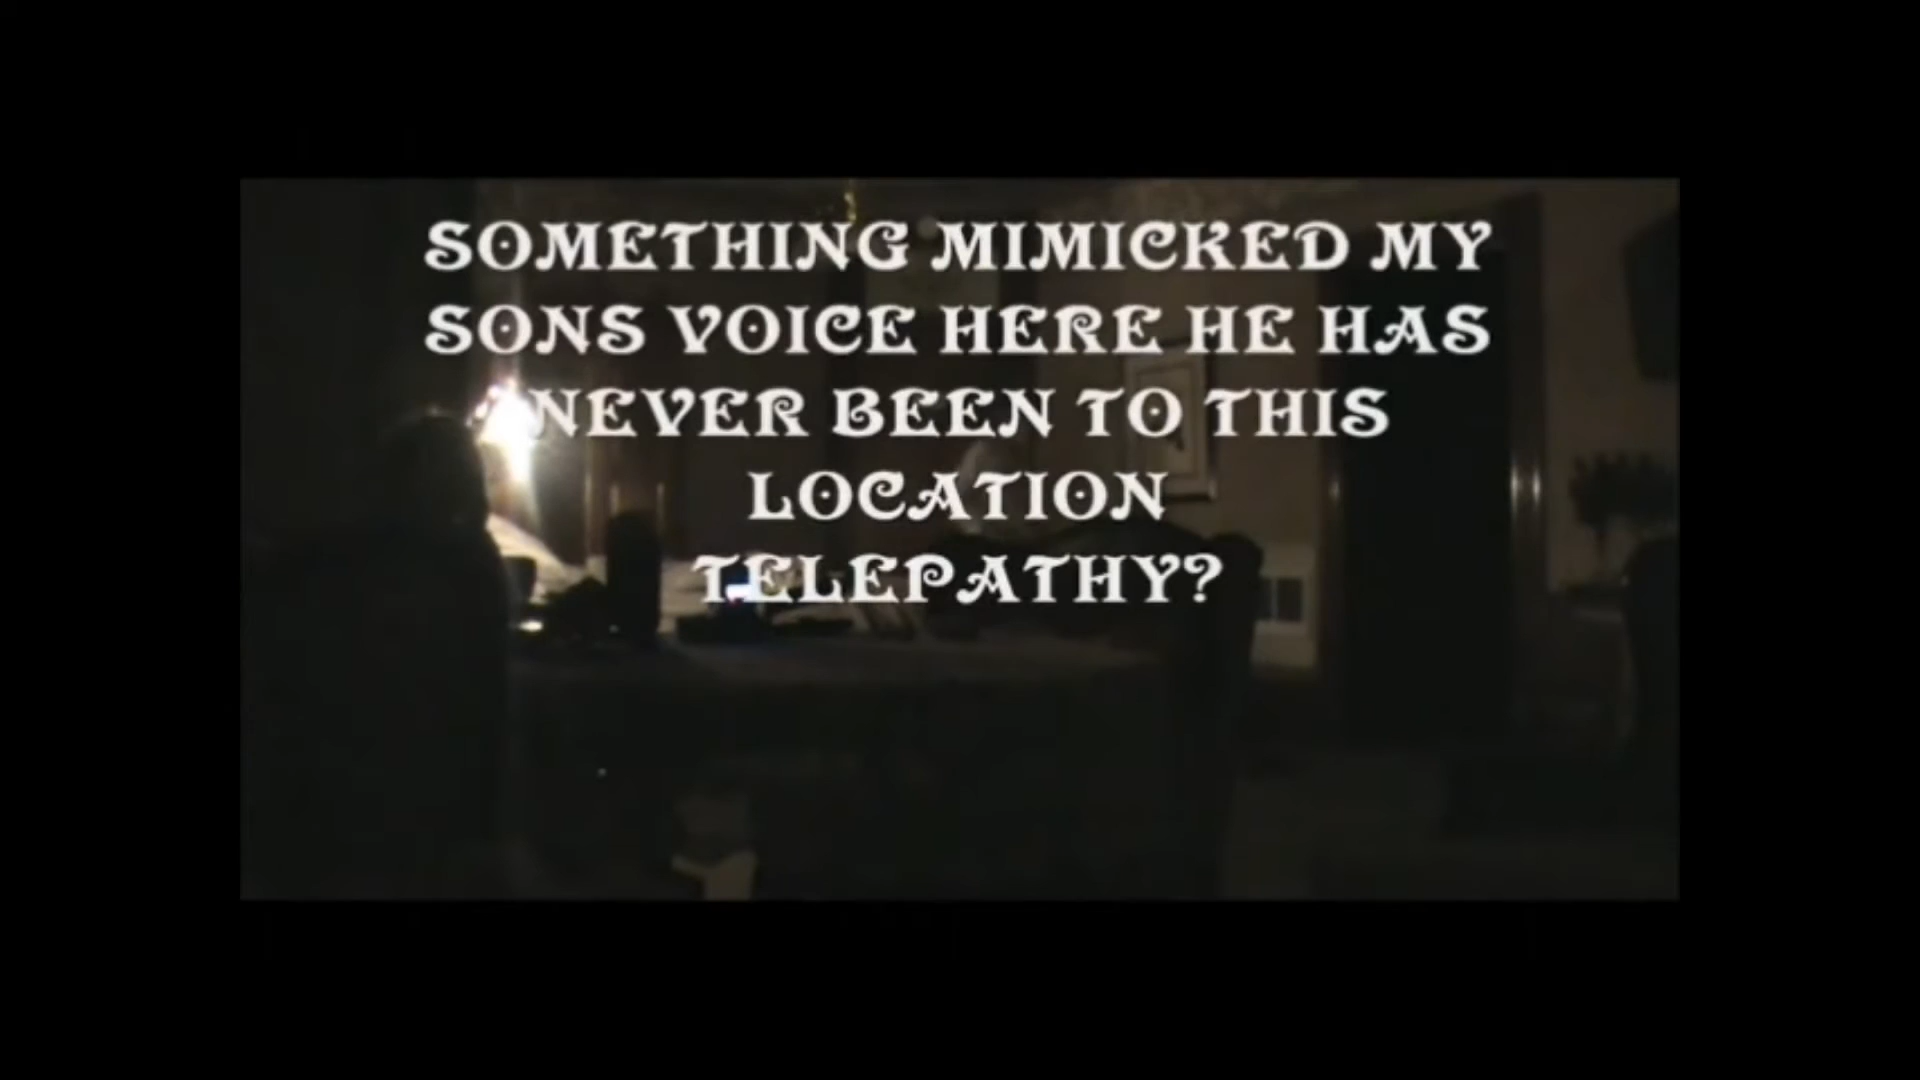 SOMETHING MIMICKED MY
SONS VOICE HERE HE HAS
NEVER BEEN TO THIS
LOCATION
TELEPATHY?